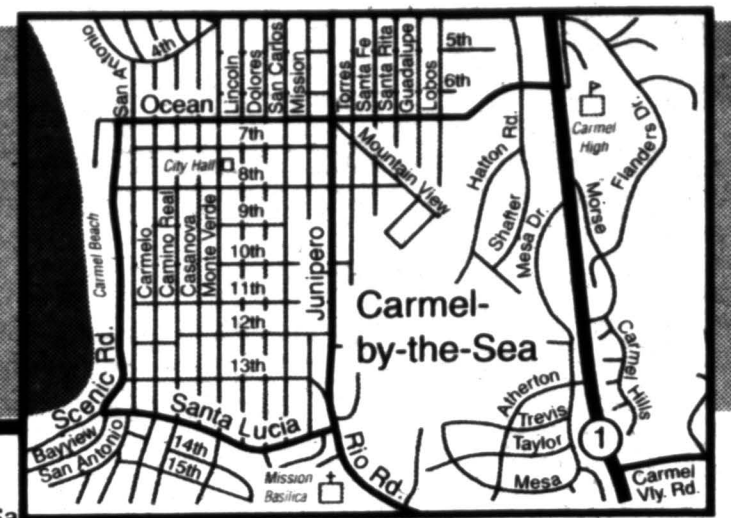 San A
Antonio
4th
Ocean
Lincoln
Dolores
San Carlos
Mission
Torres
Santa Fe
Santa Rita
Guadalupe
Lobos
5th
6th
7th
City Hall
8th
9th
10th
11th
12th
13th
Carmel Beach
Carmelo
Camino Real
Casanova
Monte Verde
Junipero
Mountain View
Hatton Rd.
Shafter
Mesa Dr.
Carmel
High
Flanders Dr.
Morse
Carmel-
by-the-Sea
Carmel Hills
Scenic Rd.
Santa Lucia
Bayview
San Antonio
14th
15th
Mission
Basilica
Rio Rd.
Atherton
Trevis
Taylor
Mesa
1
Carmel
Vly. Rd.